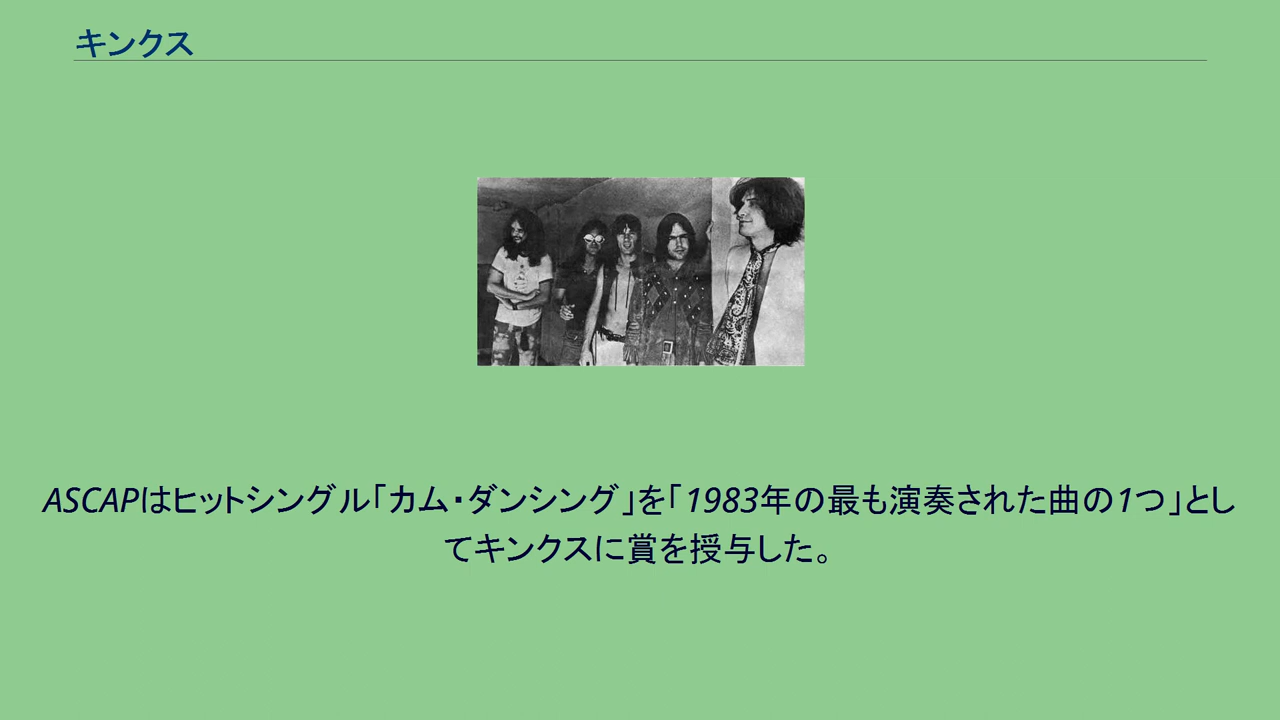 キンクス
ASCAPはヒットシングル「カム・ダンシング」を「1983年の最も演奏された曲の1つ」とし
てキンクスに賞を授与した。